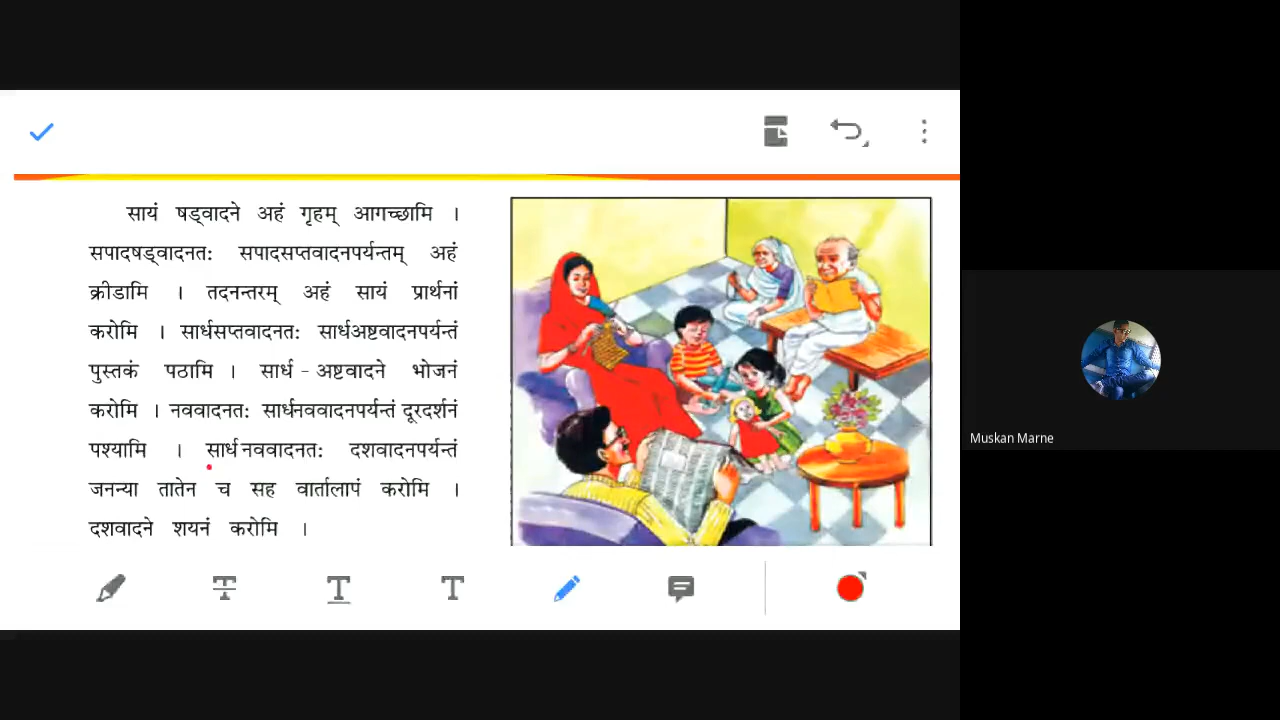 सायं षड्वादने अहं गृहम् आगच्छामि ।
सपादषड्वादनतः सपादसप्तवादनपर्यन्तम् अहं
क्रीडामि । तदनन्तरम् अहं सायं प्रार्थनां
करोमि । सार्धसप्तवादनतः सार्धअष्टवादनपर्यन्तं
पुस्तकं पठामि । सार्ध - अष्टवादने भोजनं
करोमि । नववादनतः सार्धनववादनपर्यन्तं दूरदर्शनं
पश्यामि । सार्धनववादनतः दशवादनपर्यन्तं
जनन्या तातेन च सह वार्तालापं करोमि ।
दशवादने शयनं करोमि ।
Muskan Marne